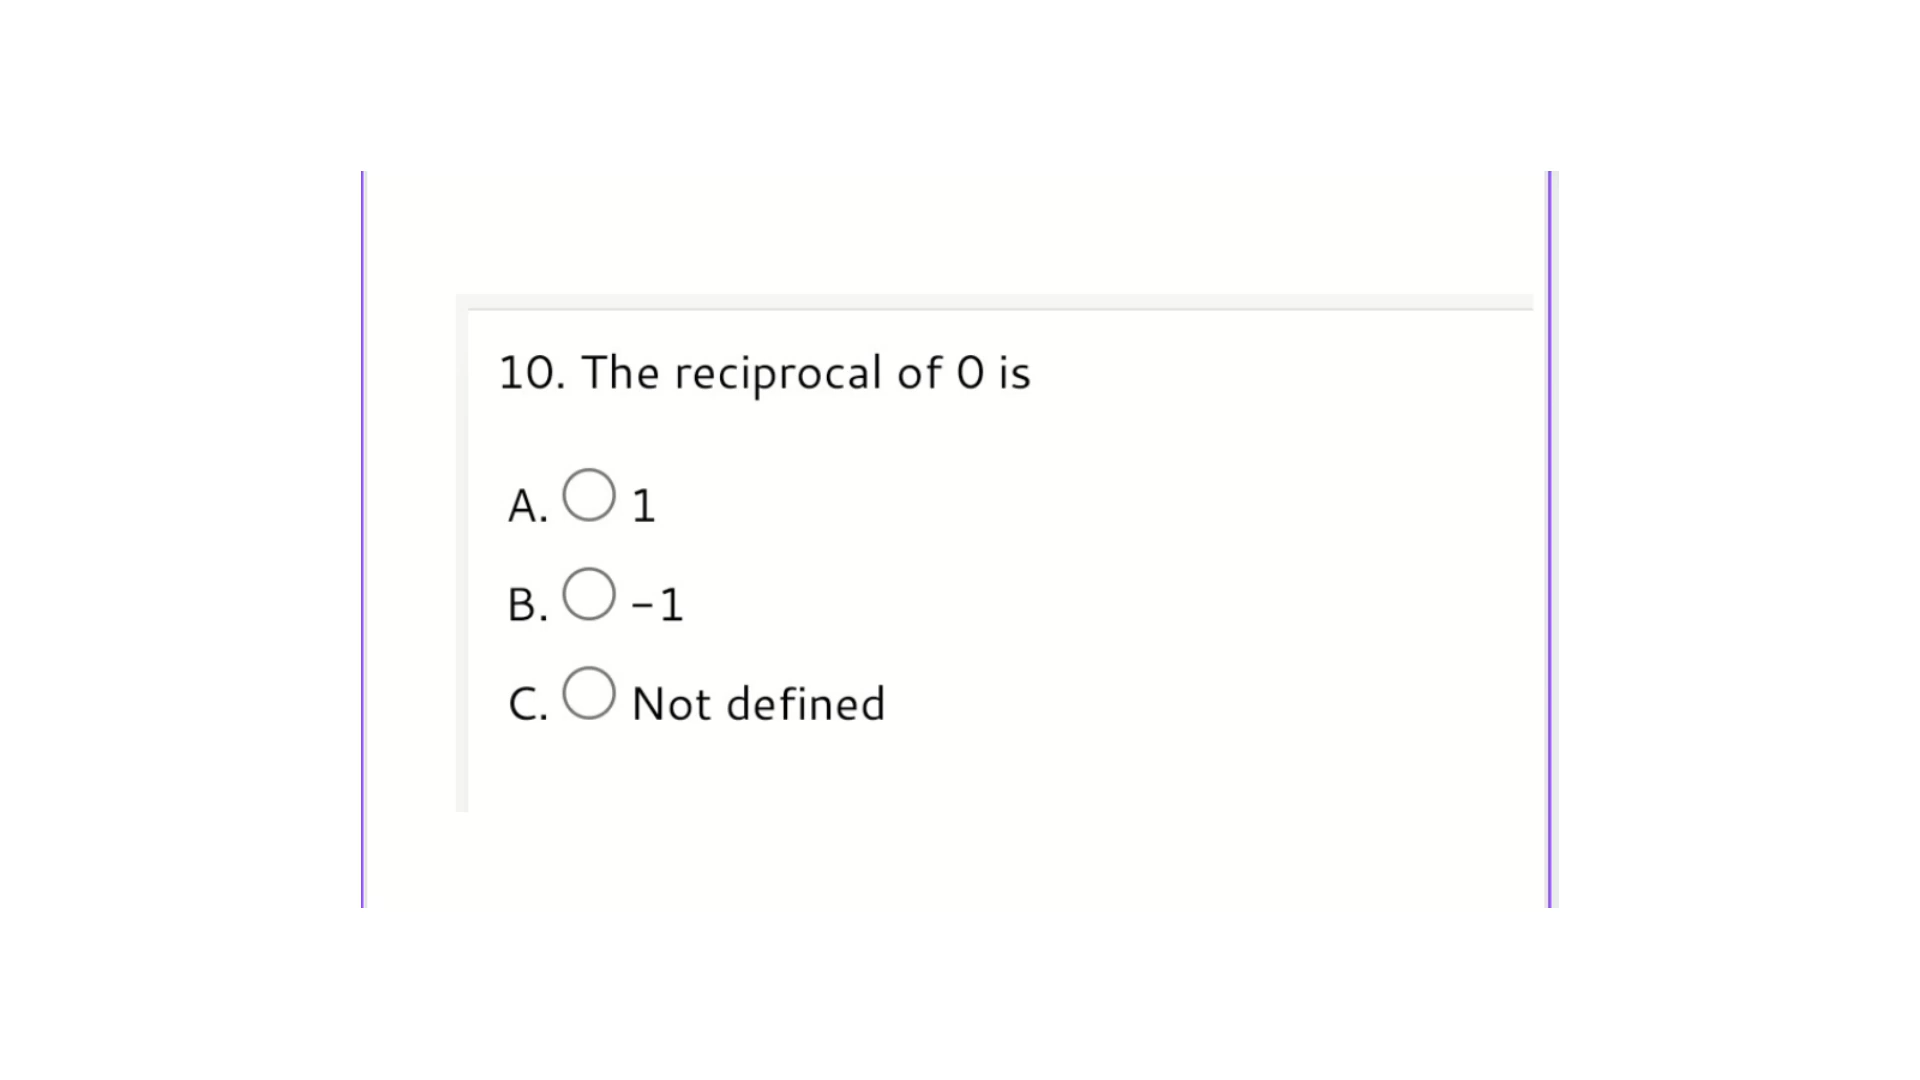 10. The reciprocal of 0 is
A. 1
B. -1
C. Not defined